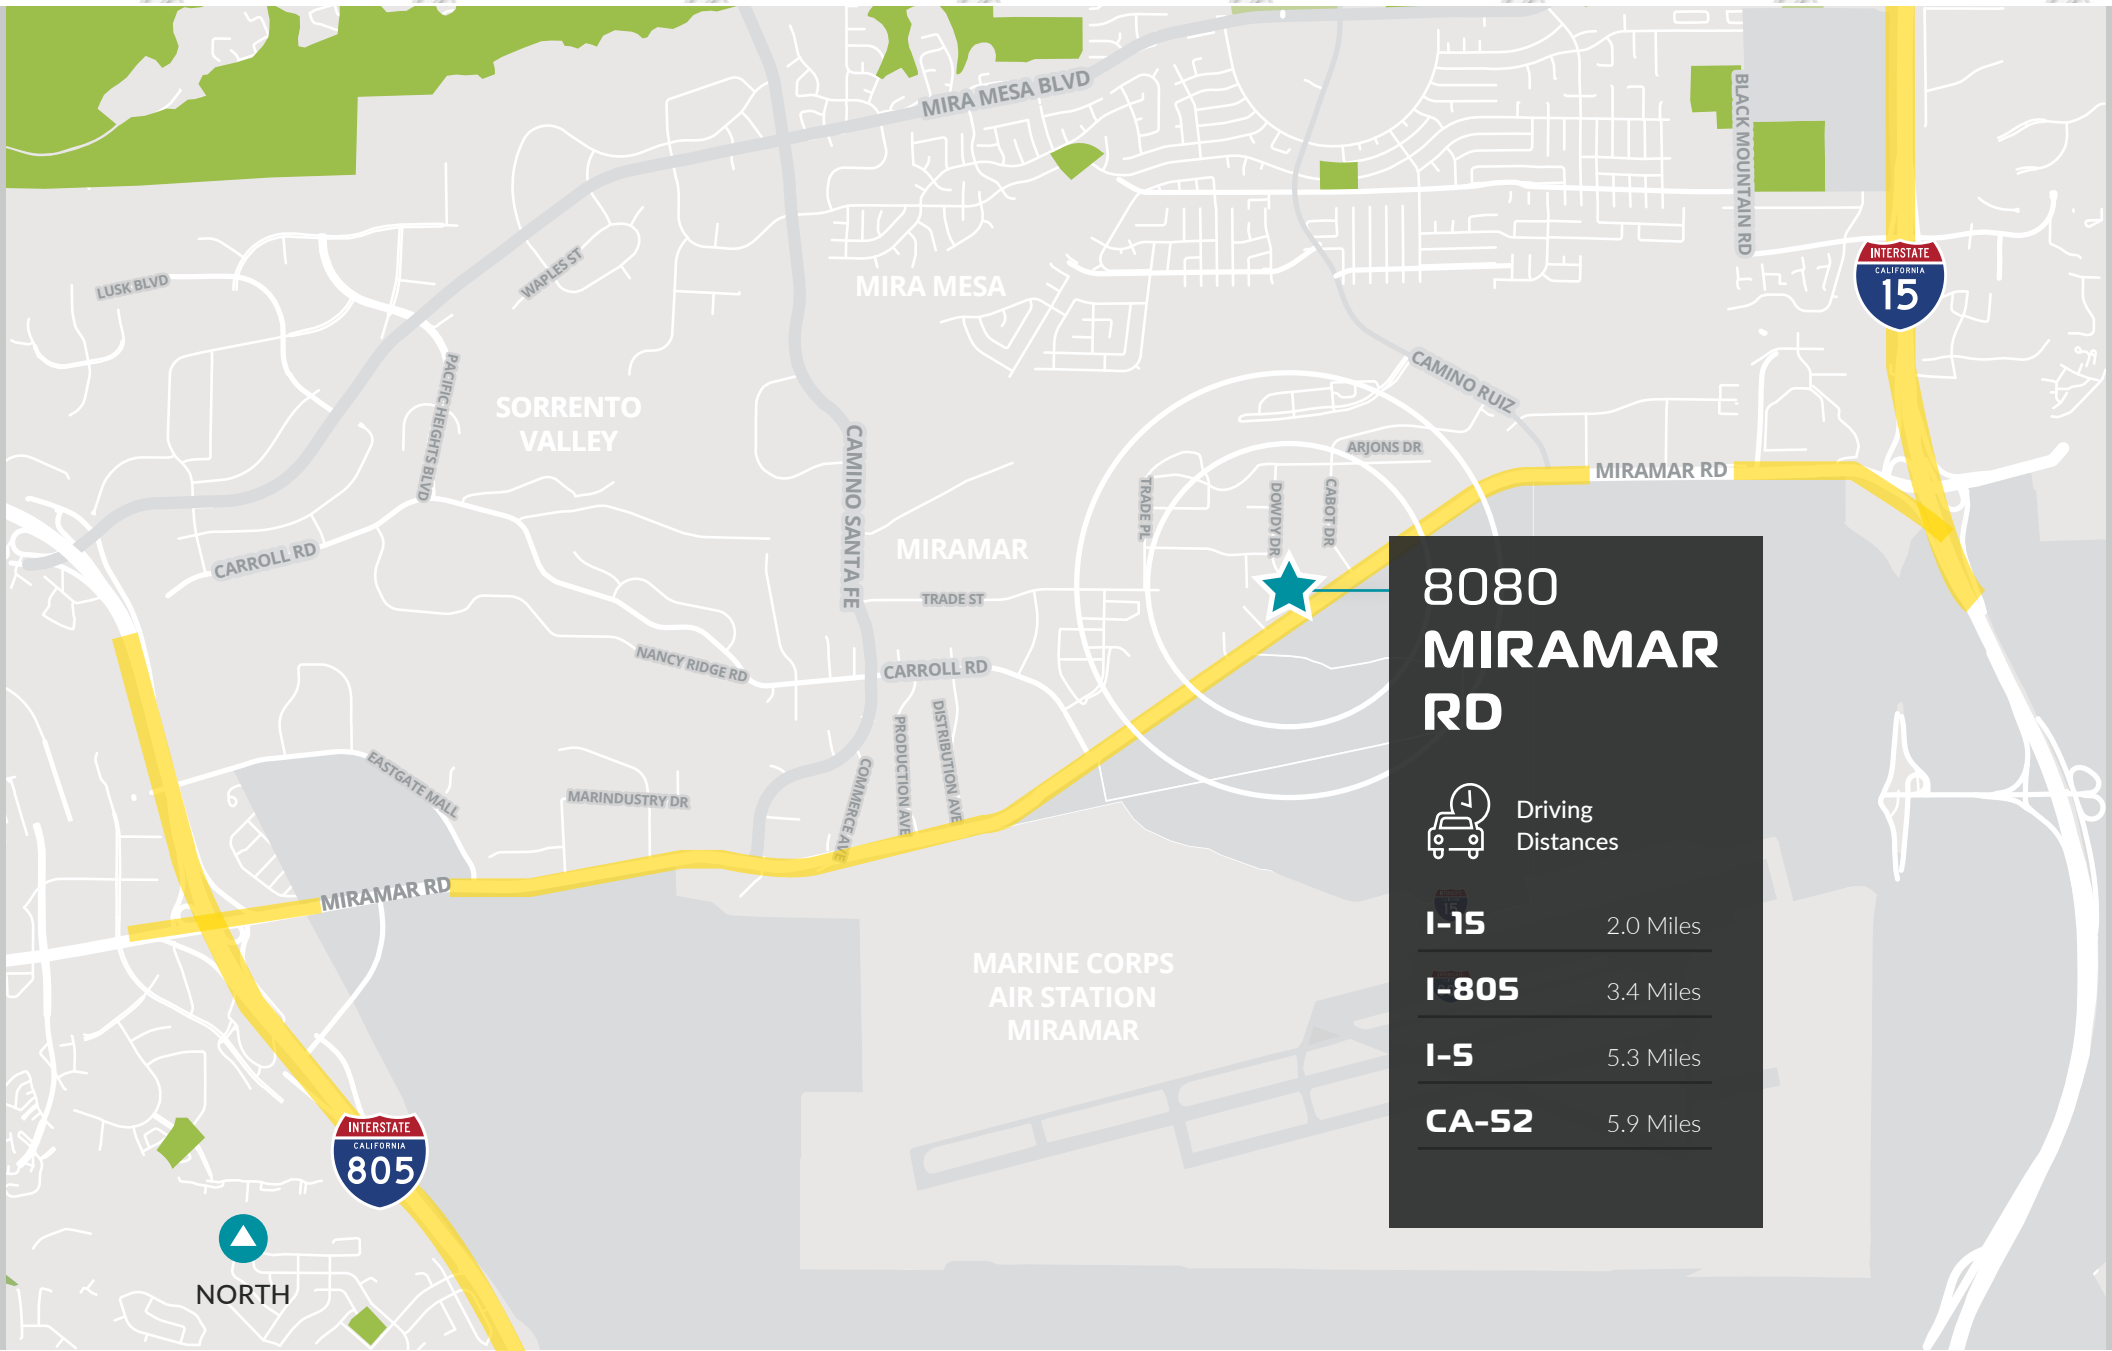 MIRA MESA BLVD
BLACK MOUNTAIN RD
INTERSTATE
CALIFORNIA
15
LUSK BLVD
WAPLES ST
MIRA MESA
PACIFIC HEIGHTS BLVD
SORRENTO
VALLEY
CAMINO RUIZ
CAMINO SANTA FE
ARJONS DR
MIRAMAR RD
TRADE PL
DOWDY DR
CABOT DR
CARROLL RD
MIRAMAR
TRADE ST
NANCY RIDGE RD
CARROLL RD
8080
MIRAMAR
RD
EASTGATE MALL
MARINDUSTRY DR
COMMERCE AVE
PRODUCTION AVE
DISTRIBUTION AVE
Driving
Distances
MIRAMAR RD
I-15 2.0 Miles
I-805 3.4 Miles
I-5 5.3 Miles
CA-52 5.9 Miles
MARINE CORPS
AIR STATION
MIRAMAR
INTERSTATE
CALIFORNIA
805
NORTH